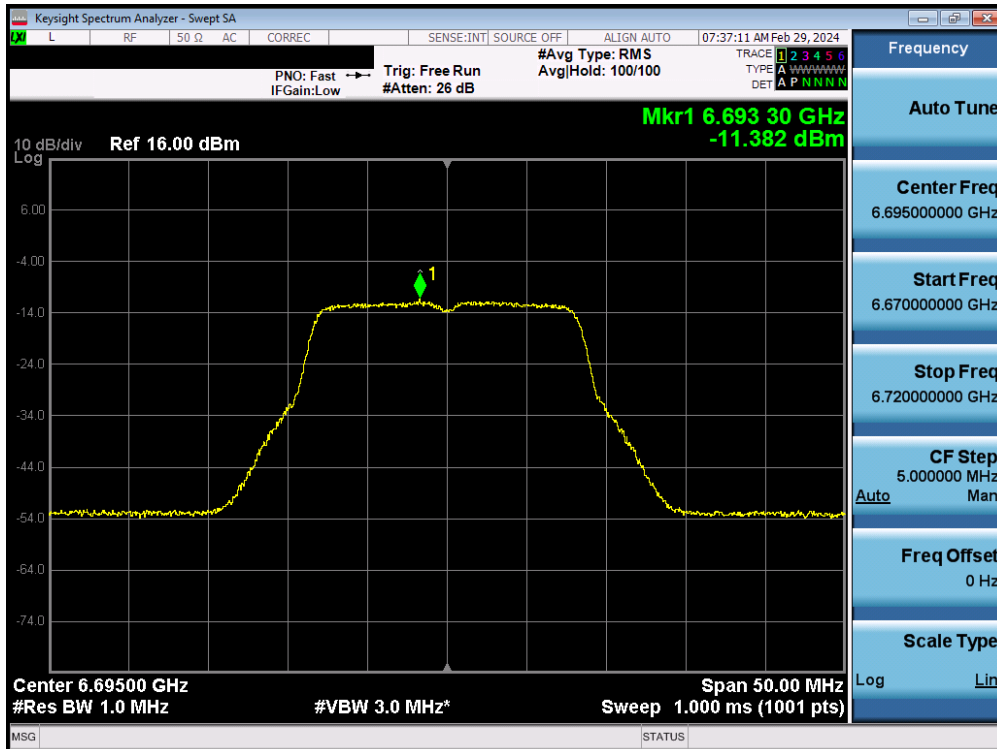 Keysight Spectrum Analyzer - Swept SA
LXI L RF 50 Ω AC CORREC SENSE:INT SOURCE OFF ALIGN AUTO 07:37:11 AM Feb 29, 2024
PNO: Fast
IFGain:Low
Trig: Free Run
#Atten: 26 dB
#Avg Type: RMS
Avg|Hold: 100/100
TRACE 1 2 3 4 5 6
TYPE A WWWWW
DET A P N N N N
Mkr1 6.693 30 GHz
-11.382 dBm
10 dB/div Ref 16.00 dBm
Log
6.00
-4.00
1
-14.0
-24.0
-34.0
-44.0
-54.0
-64.0
-74.0
Center 6.69500 GHz Span 50.00 MHz
#Res BW 1.0 MHz #VBW 3.0 MHz* Sweep 1.000 ms (1001 pts)
MSG STATUS
Frequency
Auto Tune
Center Freq
6.695000000 GHz
Start Freq
6.670000000 GHz
Stop Freq
6.720000000 GHz
CF Step
5.000000 MHz
Auto Man
Freq Offset
0 Hz
Scale Type
Log Lin